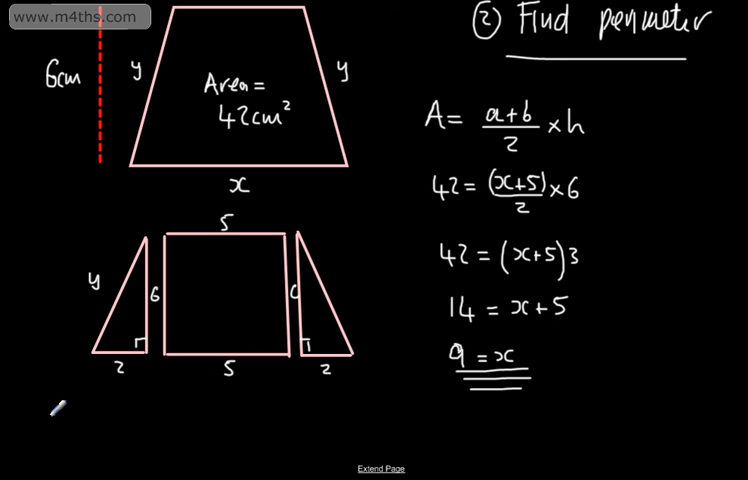 www.m4ths.com
② Find perimeter
6cm
y
y
Area =
42cm²
x
A = (a+b)/2 × h
42 = (x+5)/2 × 6
42 = (x+5)3
14 = x+5
9 = x
5
y
6
2
5
2
Extend Page